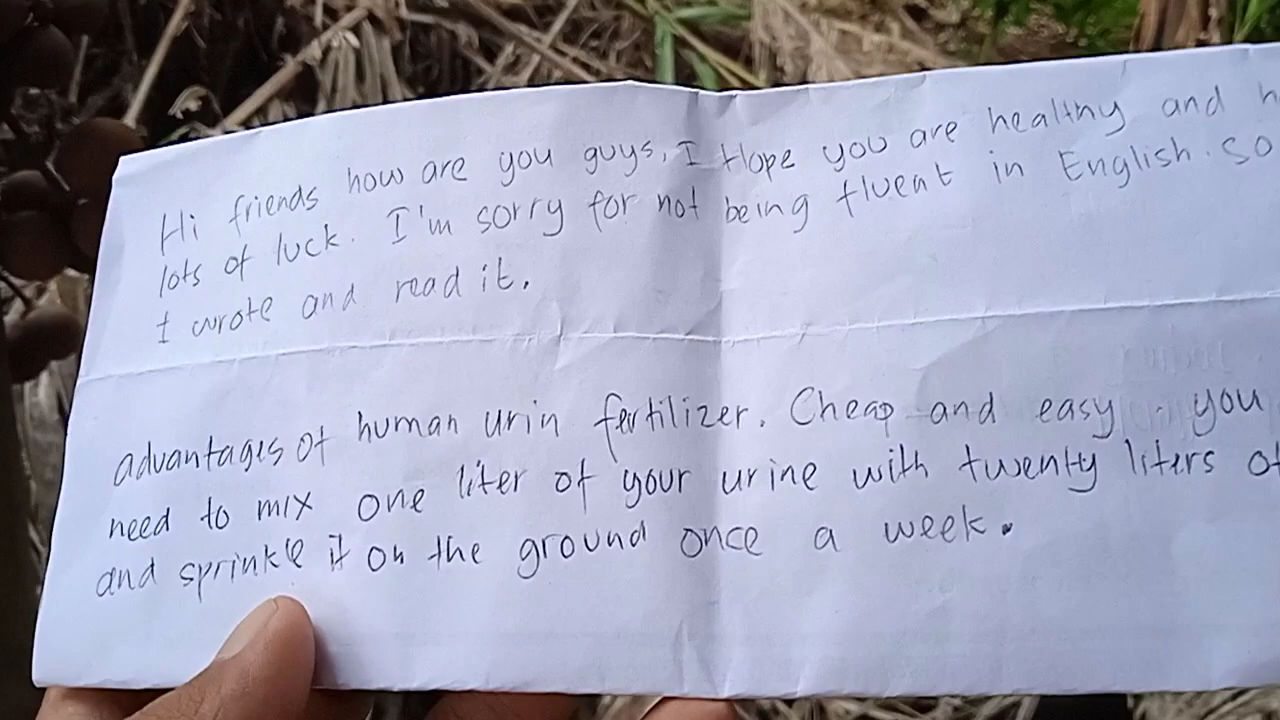 Hi friends how are you guys, I Hope you are healthy and
lots of luck. I'm sorry for not being fluent in English. So
I wrote and read it.
advantages of human urin fertilizer. Cheap and easy. you
need to mix one liter of your urine with twenty liters of
and sprinkle it on the ground once a week.